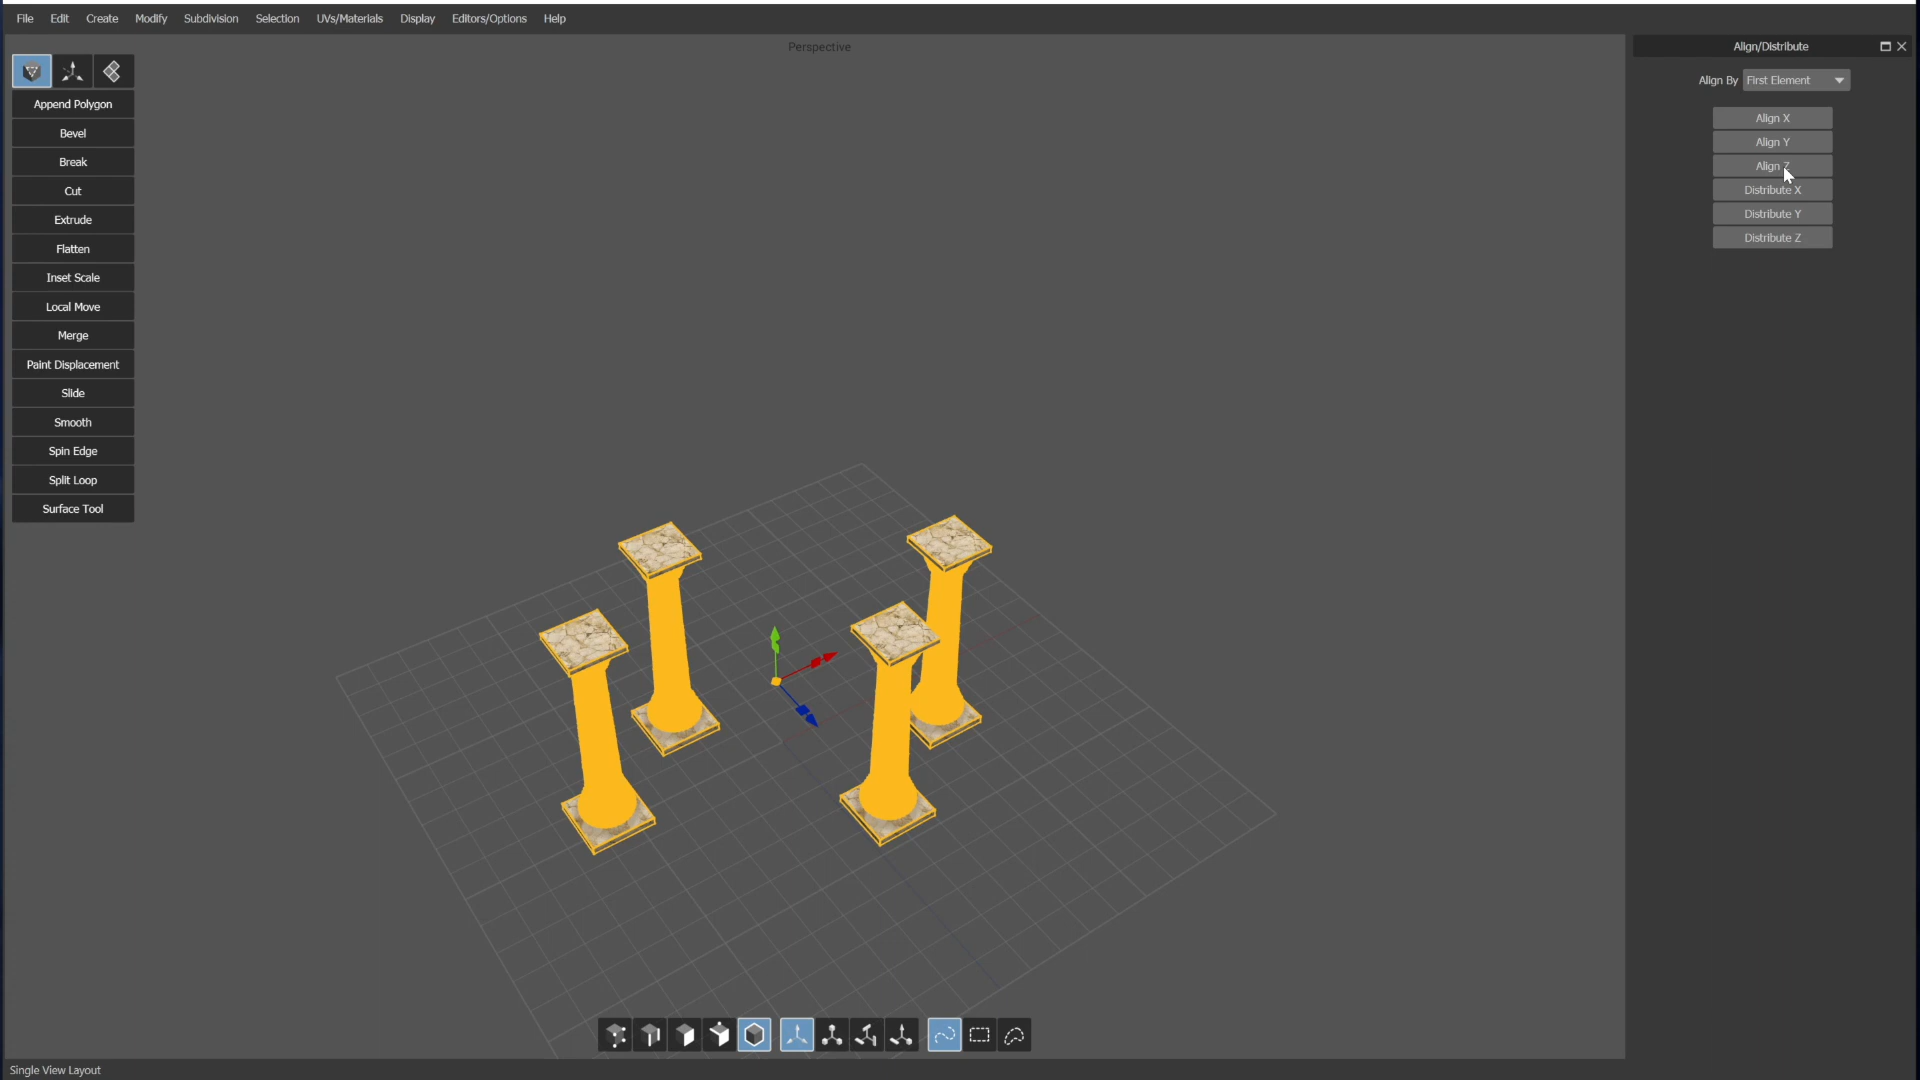 File Edit Create Modify Subdivision Selection UVs/Materials Display Editors/Options Help
Perspective
Align/Distribute
Align By First Element
Align X
Align Y
Align Z
Distribute X
Distribute Y
Distribute Z
Append Polygon
Bevel
Break
Cut
Extrude
Flatten
Inset Scale
Local Move
Merge
Paint Displacement
Slide
Smooth
Spin Edge
Split Loop
Surface Tool
Single View Layout